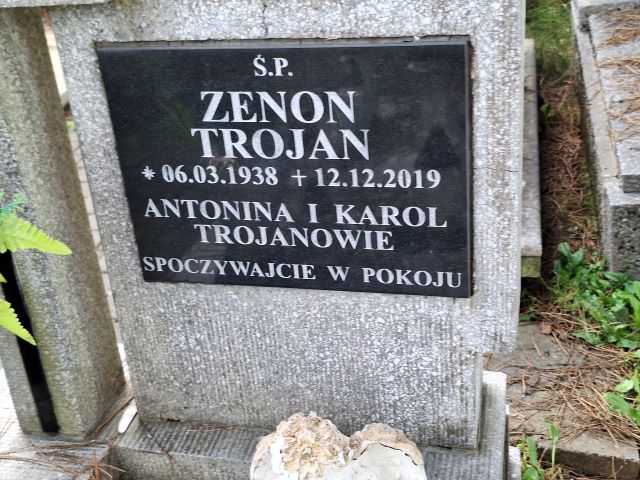 Ś.P.
ZENON
TROJAN
* 06.03.1938 + 12.12.2019
ANTONINA I KAROL
TROJANOWIE
SPOCZYWAJCIE W POKOJU